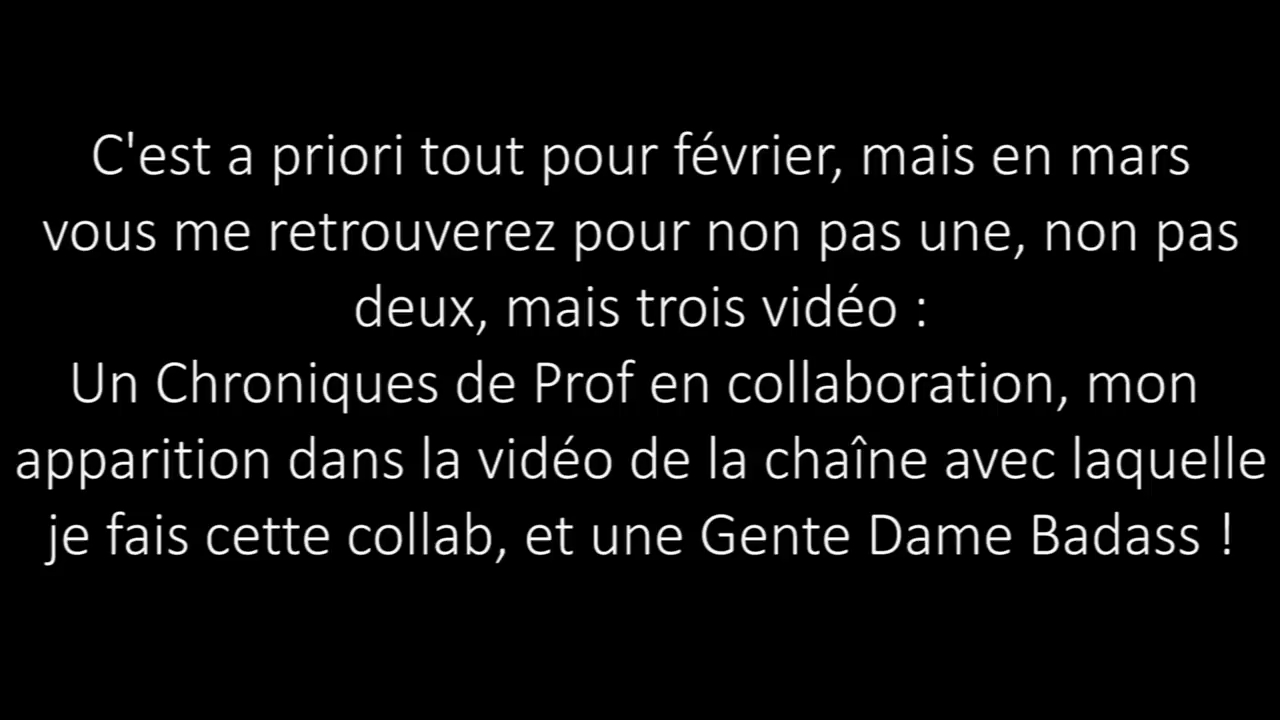 C'est a priori tout pour février, mais en mars
vous me retrouverez pour non pas une, non pas
deux, mais trois vidéo :
Un Chroniques de Prof en collaboration, mon
apparition dans la vidéo de la chaîne avec laquelle
je fais cette collab, et une Gente Dame Badass !